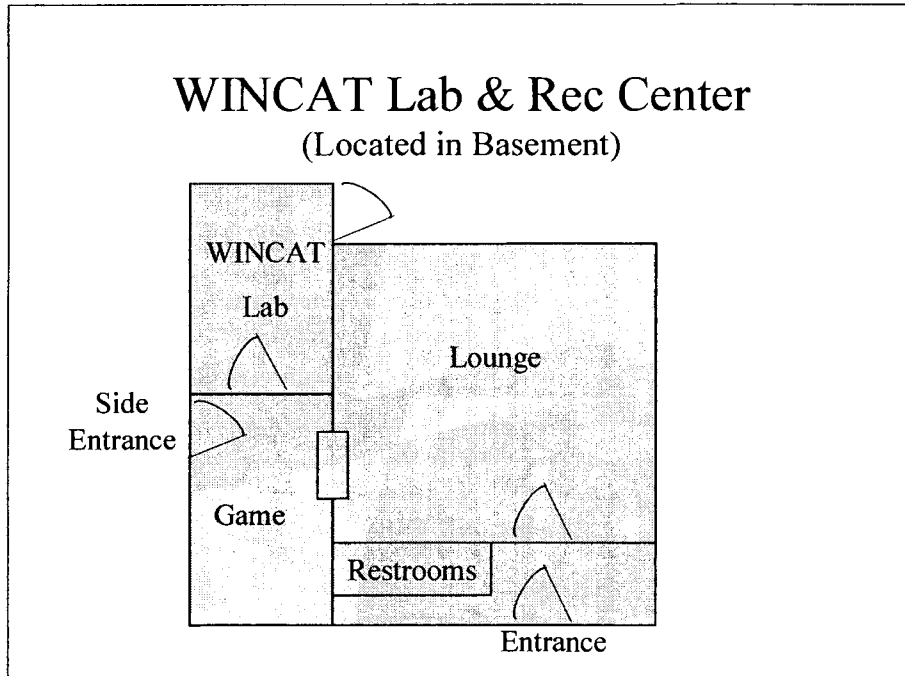 WINCAT Lab & Rec Center
(Located in Basement)
WINCAT
Lab
Lounge
Side
Entrance
Game
Restrooms
Entrance